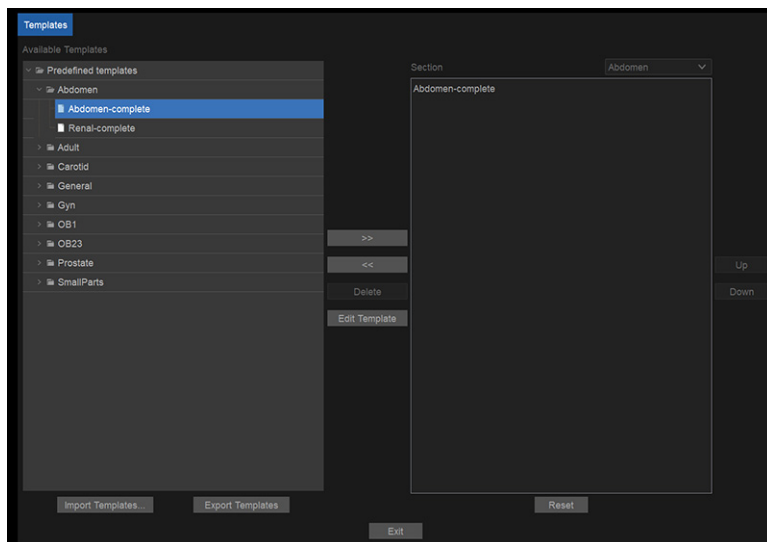 Templates
Available Templates
Predefined templates
Abdomen
Abdomen-complete
Renal-complete
Adult
Carotid
General
Gyn
OB1
OB23
Prostate
SmallParts
Import Templates...
Export Templates
>>
<<
Delete
Edit Template
Section
Abdomen
Abdomen-complete
Up
Down
Reset
Exit